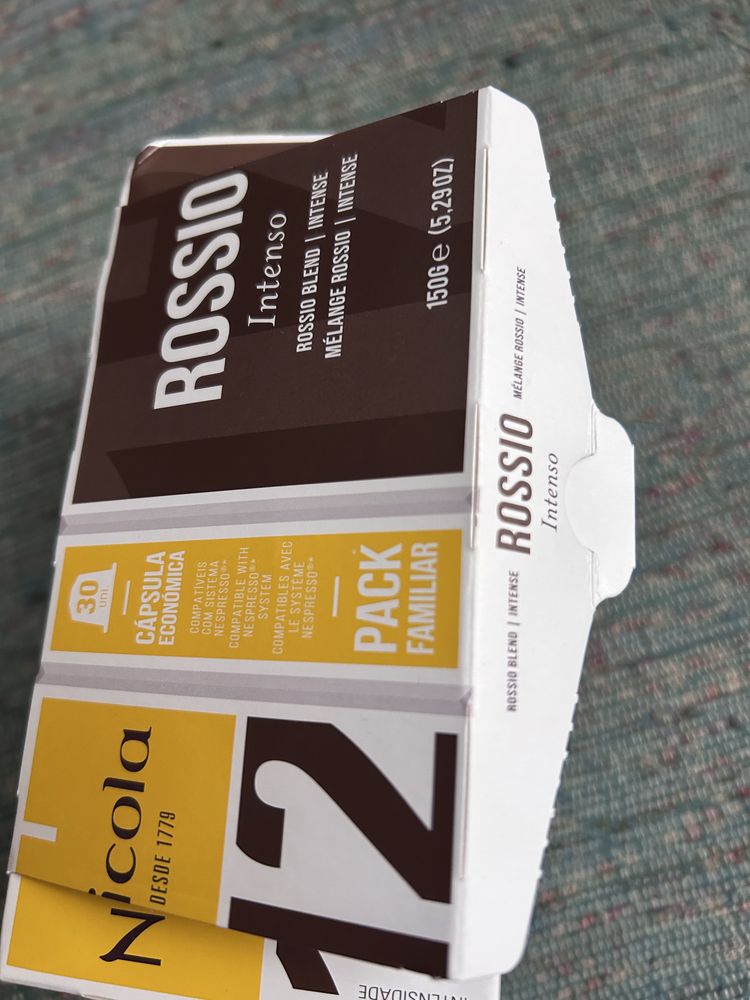 Nicola
DESDE 1779
12
INTENSIDADE
30
uni.
CÁPSULA
ECONÓMICA
COMPATÍVEIS
COM SISTEMA
NESPRESSO®*
COMPATIBLE WITH
NESPRESSO®*
SYSTEM
COMPATIBLES AVEC
LE SYSTÈME
NESPRESSO®*
PACK
FAMILIAR
ROSSIO
Intenso
ROSSIO BLEND | INTENSE
MÉLANGE ROSSIO | INTENSE
150G e (5,29 OZ)
ROSSIO BLEND | INTENSE
ROSSIO
Intenso
MÉLANGE ROSSIO | INTENSE